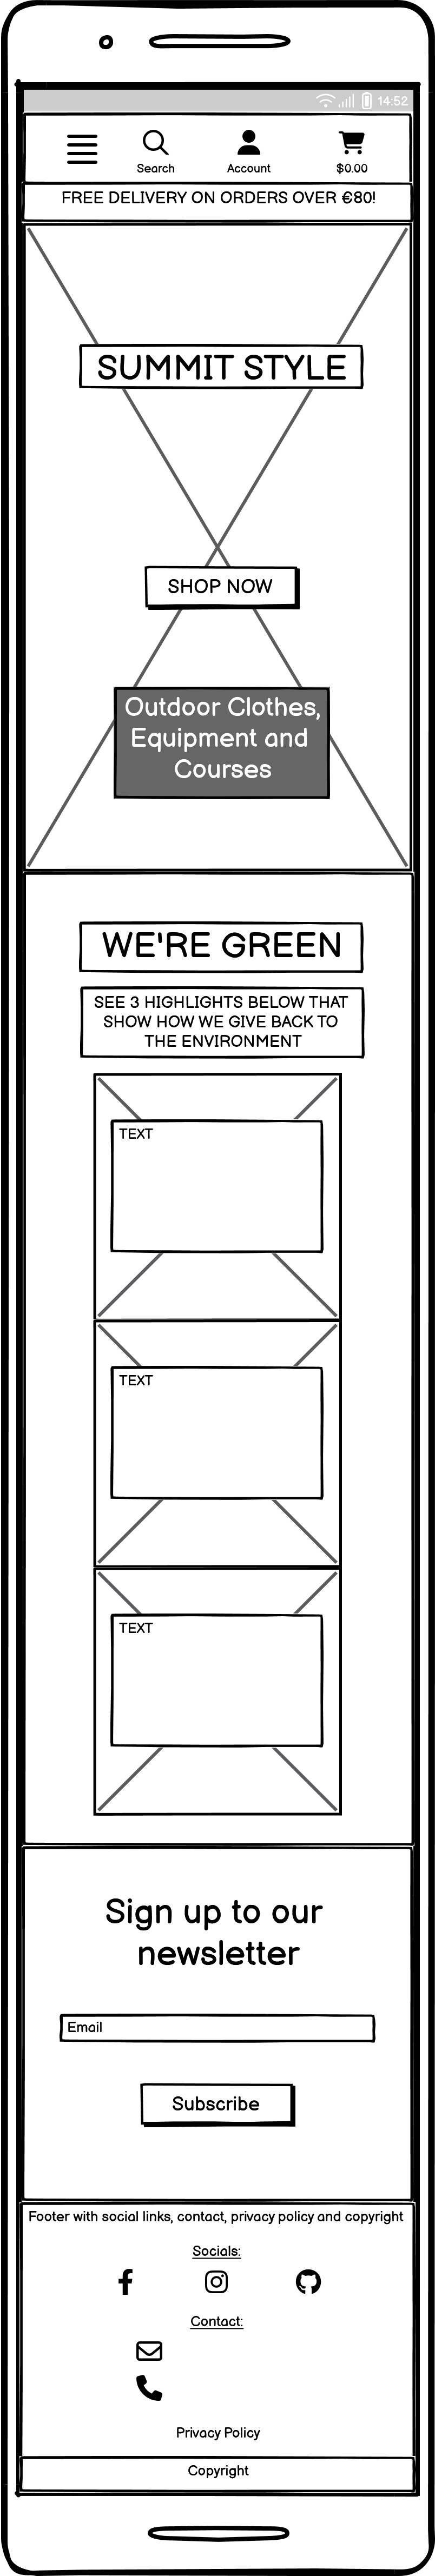 14:52
Search Account $0.00
FREE DELIVERY ON ORDERS OVER €80!
SUMMIT STYLE
SHOP NOW
Outdoor Clothes,
Equipment and
Courses
WE'RE GREEN
SEE 3 HIGHLIGHTS BELOW THAT
SHOW HOW WE GIVE BACK TO
THE ENVIRONMENT
TEXT
TEXT
TEXT
Sign up to our
newsletter
Email
Subscribe
Footer with social links, contact, privacy policy and copyright
Socials:
Contact:
Privacy Policy
Copyright